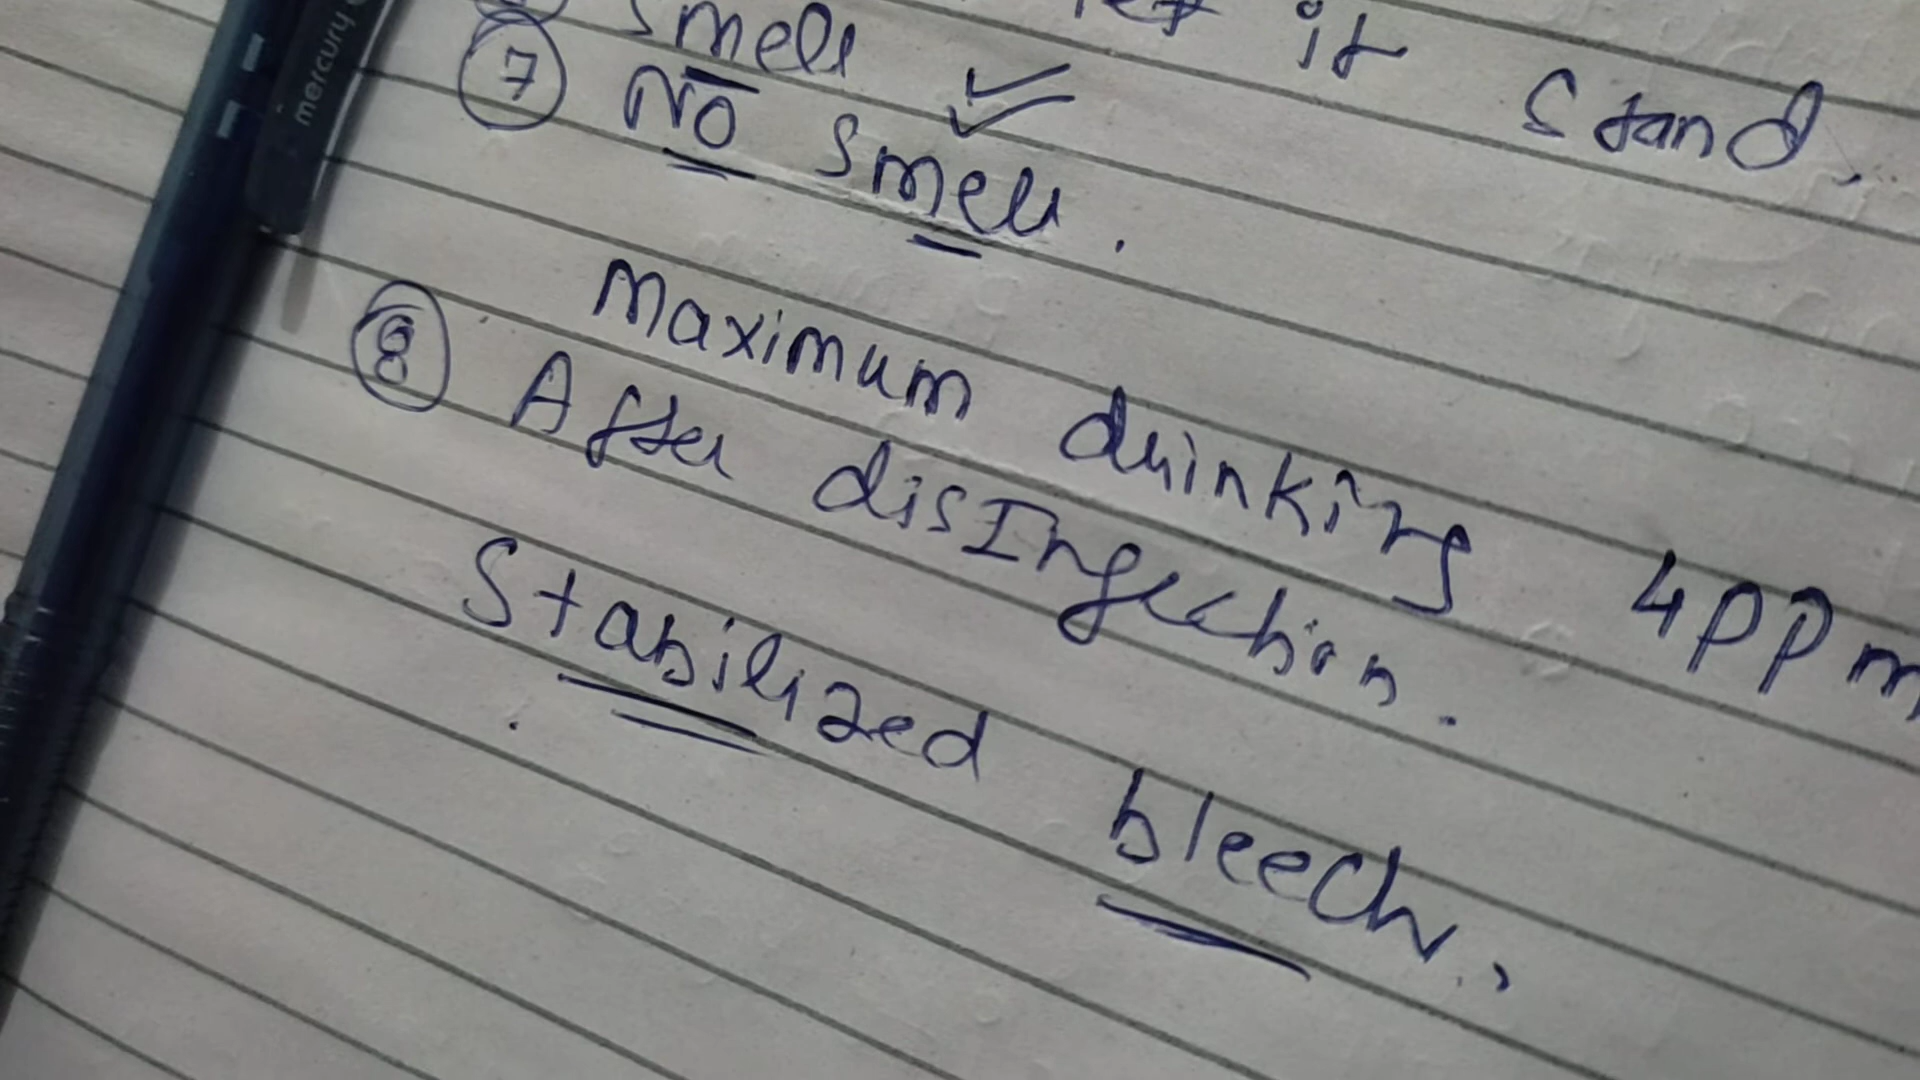 it stand.
smell
⑦ NO smell.
Maximum drinking 4PPm
⑧ After disInfection.
Stabilized bleech.
mercury